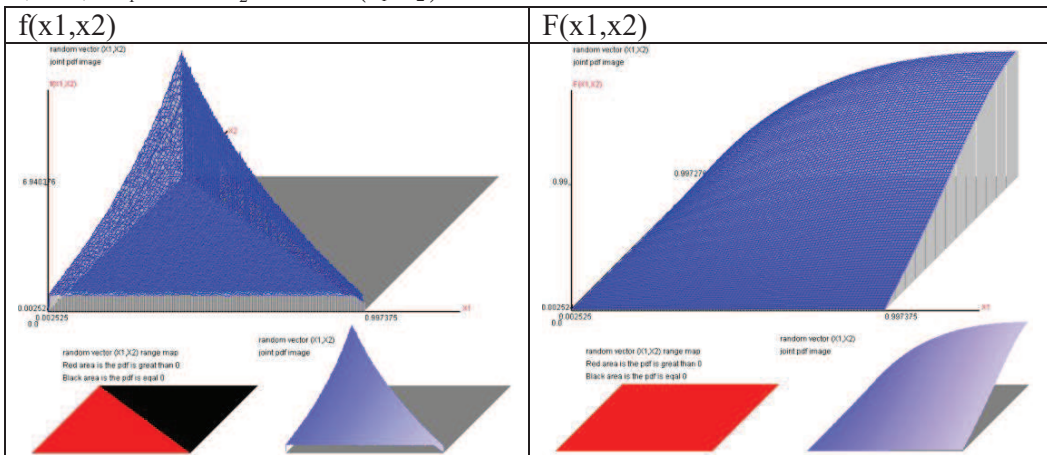 f(x1,x2)
random vector (X1,X2)
joint pdf image
f(X1,X2)
X2
6.940176
0.002524
0.002525
0.0
0.997375
X1
random vector (X1,X2) range map
Red area is the pdf is great than 0
Black area is the pdf is eqal 0
random vector (X1,X2)
joint pdf image
F(x1,x2)
random vector (X1,X2)
joint pdf image
F(X1,X2)
0.99
0.997276
0.002525
0.0
0.997375
X1
random vector (X1,X2) range map
Red area is the pdf is great than 0
Black area is the pdf is eqal 0
random vector (X1,X2)
joint pdf image